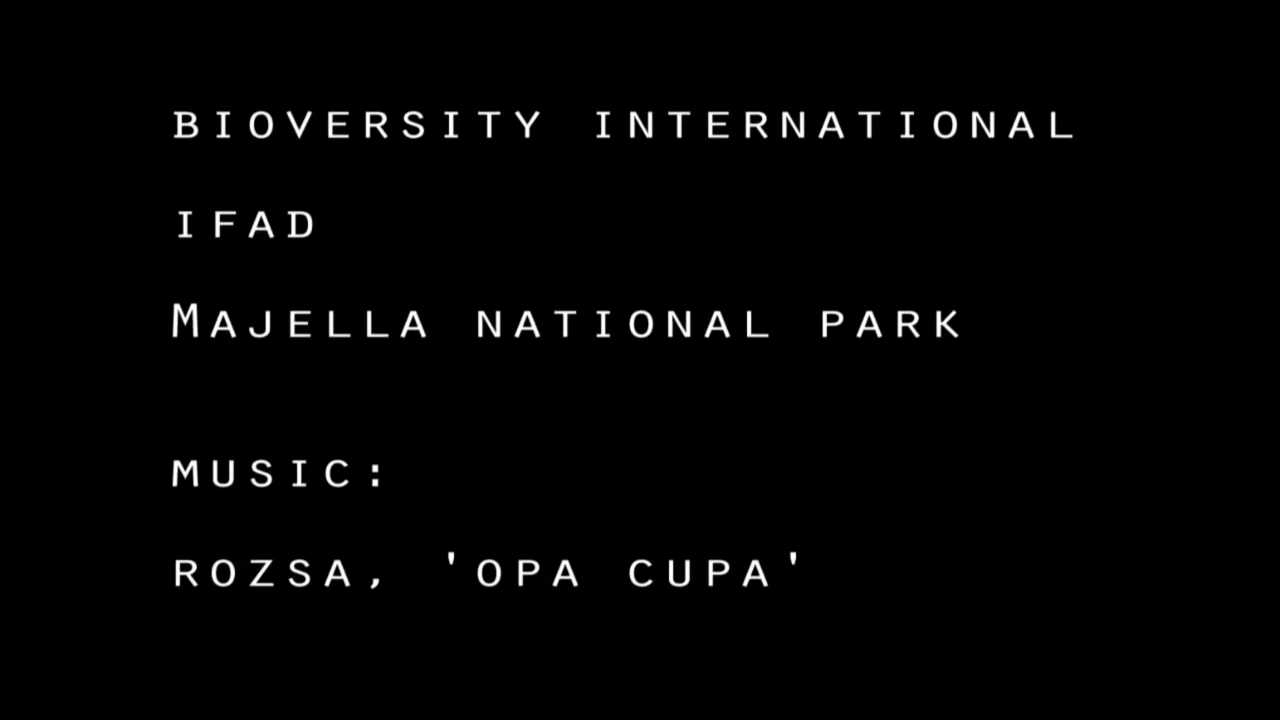 BIOVERSITY INTERNATIONAL
IFAD
MAJELLA NATIONAL PARK
MUSIC:
ROZSA, 'OPA CUPA'